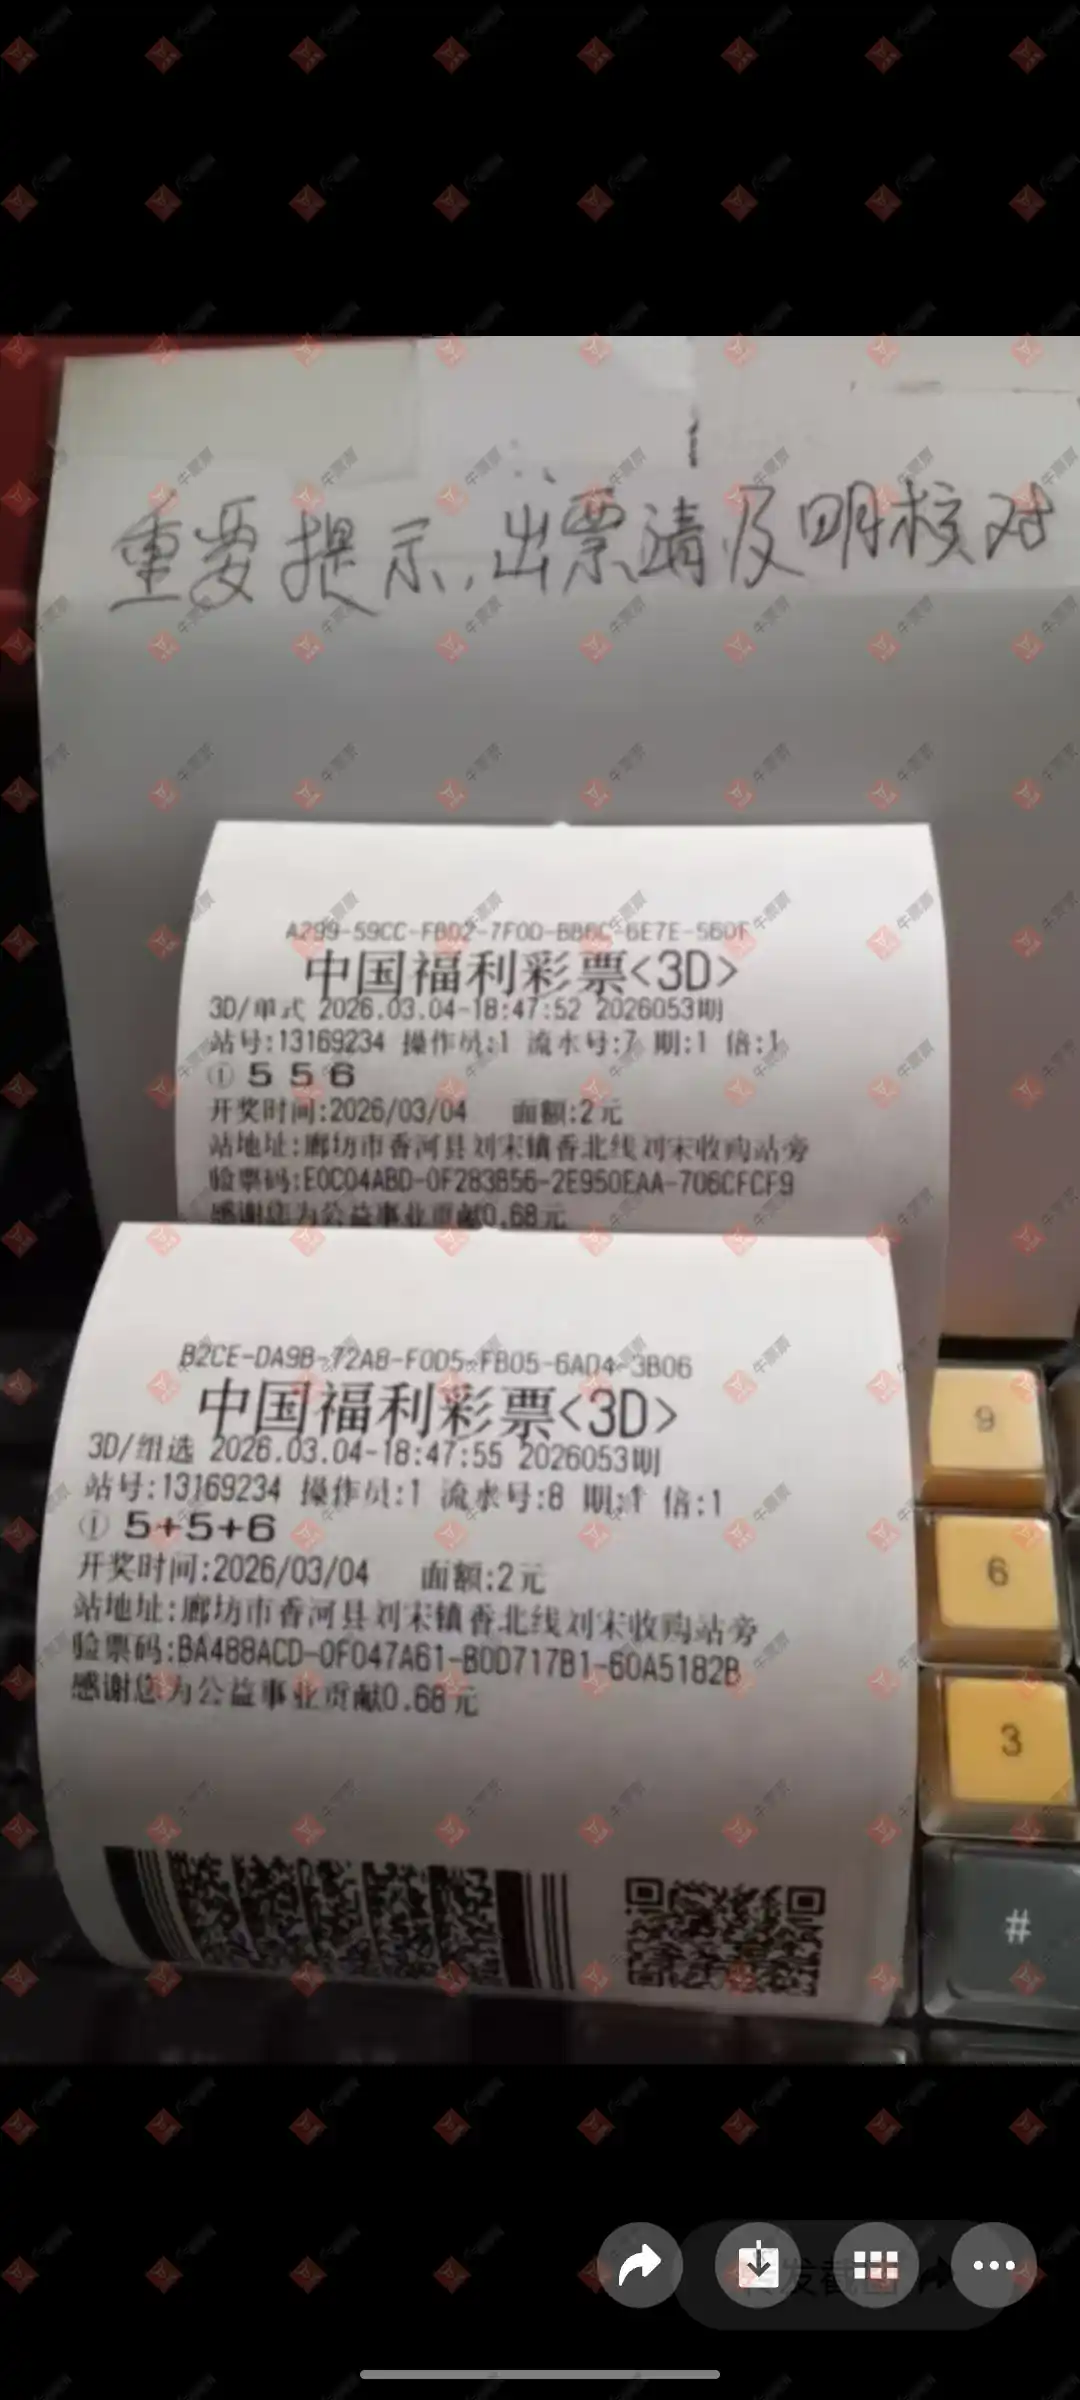 重要提示,出票请及明核对
A299-59CC-FBD2-7F0D-BB6C-6E7E-56DF
中国福利彩票<3D>
3D/单式 2026.03.04-18:47:52 2026053期
站号:13169234 操作员:1 流水号:7 期:1 倍:1
① 5 5 6
开奖时间:2026/03/04 面额:2元
站地址:廊坊市香河县刘宋镇香北线刘宋收购站旁
验票码:E0C04ABD-0F283B56-2E950EAA-706CFCF9
感谢您为公益事业贡献0.68元
B2CE-DA9B-72A8-F0D5-FB05-6AD4-3B06
中国福利彩票<3D>
3D/组选 2026.03.04-18:47:55 2026053期
站号:13169234 操作员:1 流水号:8 期:1 倍:1
① 5+5+6
开奖时间:2026/03/04 面额:2元
站地址:廊坊市香河县刘宋镇香北线刘宋收购站旁
验票码:BA488ACD-0F047A61-B0D717B1-60A5182B
感谢您为公益事业贡献0.68元
9
6
3
#
牛票票